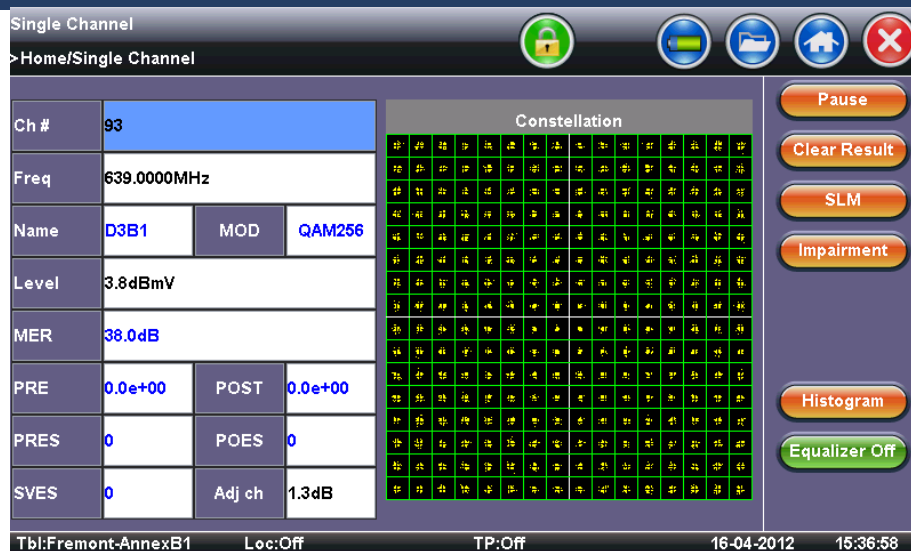 Single Channel
>Home/Single Channel
Ch # 93
Freq 639.0000MHz
Name D3B1 MOD QAM256
Level 3.8dBmV
MER 38.0dB
PRE 0.0e+00 POST 0.0e+00
PRES 0 POES 0
SVES 0 Adj ch 1.3dB
Constellation
Pause
Clear Result
SLM
Impairment
Histogram
Equalizer Off
Tbl:Fremont-AnnexB1 Loc:Off TP:Off 16-04-2012 15:36:58